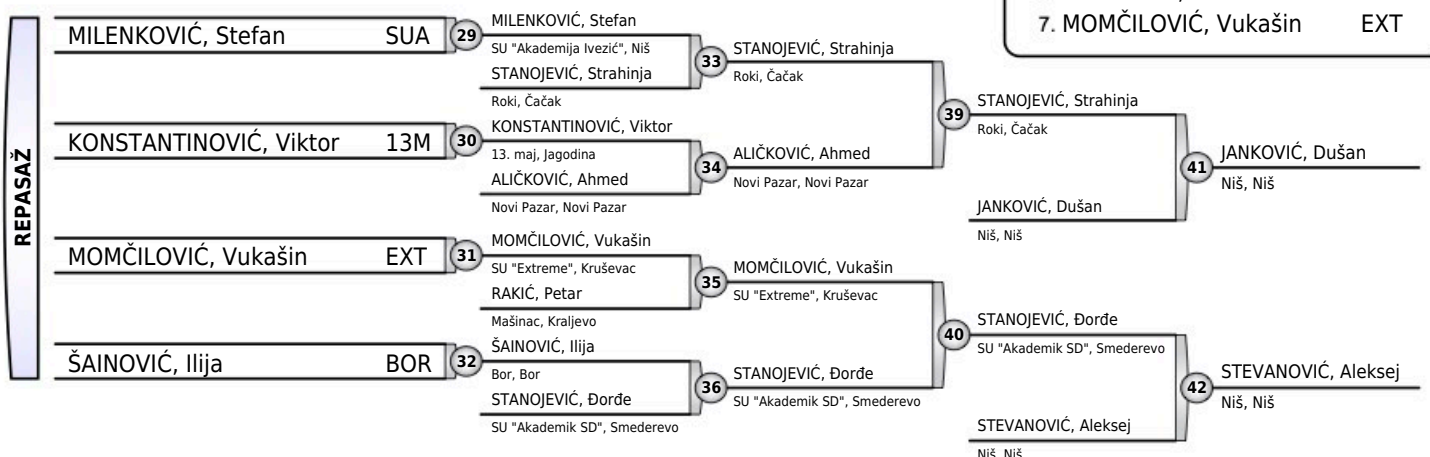 7. MOMČILOVIĆ, Vukašin EXT
REPASAŽ
MILENKOVIĆ, Stefan SUA
KONSTANTINOVIĆ, Viktor 13M
MOMČILOVIĆ, Vukašin EXT
ŠAINOVIĆ, Ilija BOR
29
MILENKOVIĆ, Stefan
SU "Akademija Ivezić", Niš
STANOJEVIĆ, Strahinja
Roki, Čačak
30
KONSTANTINOVIĆ, Viktor
13. maj, Jagodina
ALIČKOVIĆ, Ahmed
Novi Pazar, Novi Pazar
31
MOMČILOVIĆ, Vukašin
SU "Extreme", Kruševac
RAKIĆ, Petar
Mašinac, Kraljevo
32
ŠAINOVIĆ, Ilija
Bor, Bor
STANOJEVIĆ, Đorđe
SU "Akademik SD", Smederevo
33
STANOJEVIĆ, Strahinja
Roki, Čačak
34
ALIČKOVIĆ, Ahmed
Novi Pazar, Novi Pazar
35
MOMČILOVIĆ, Vukašin
SU "Extreme", Kruševac
36
STANOJEVIĆ, Đorđe
SU "Akademik SD", Smederevo
39
STANOJEVIĆ, Strahinja
Roki, Čačak
JANKOVIĆ, Dušan
Niš, Niš
40
STANOJEVIĆ, Đorđe
SU "Akademik SD", Smederevo
STEVANOVIĆ, Aleksej
Niš, Niš
41
JANKOVIĆ, Dušan
Niš, Niš
42
STEVANOVIĆ, Aleksej
Niš, Niš